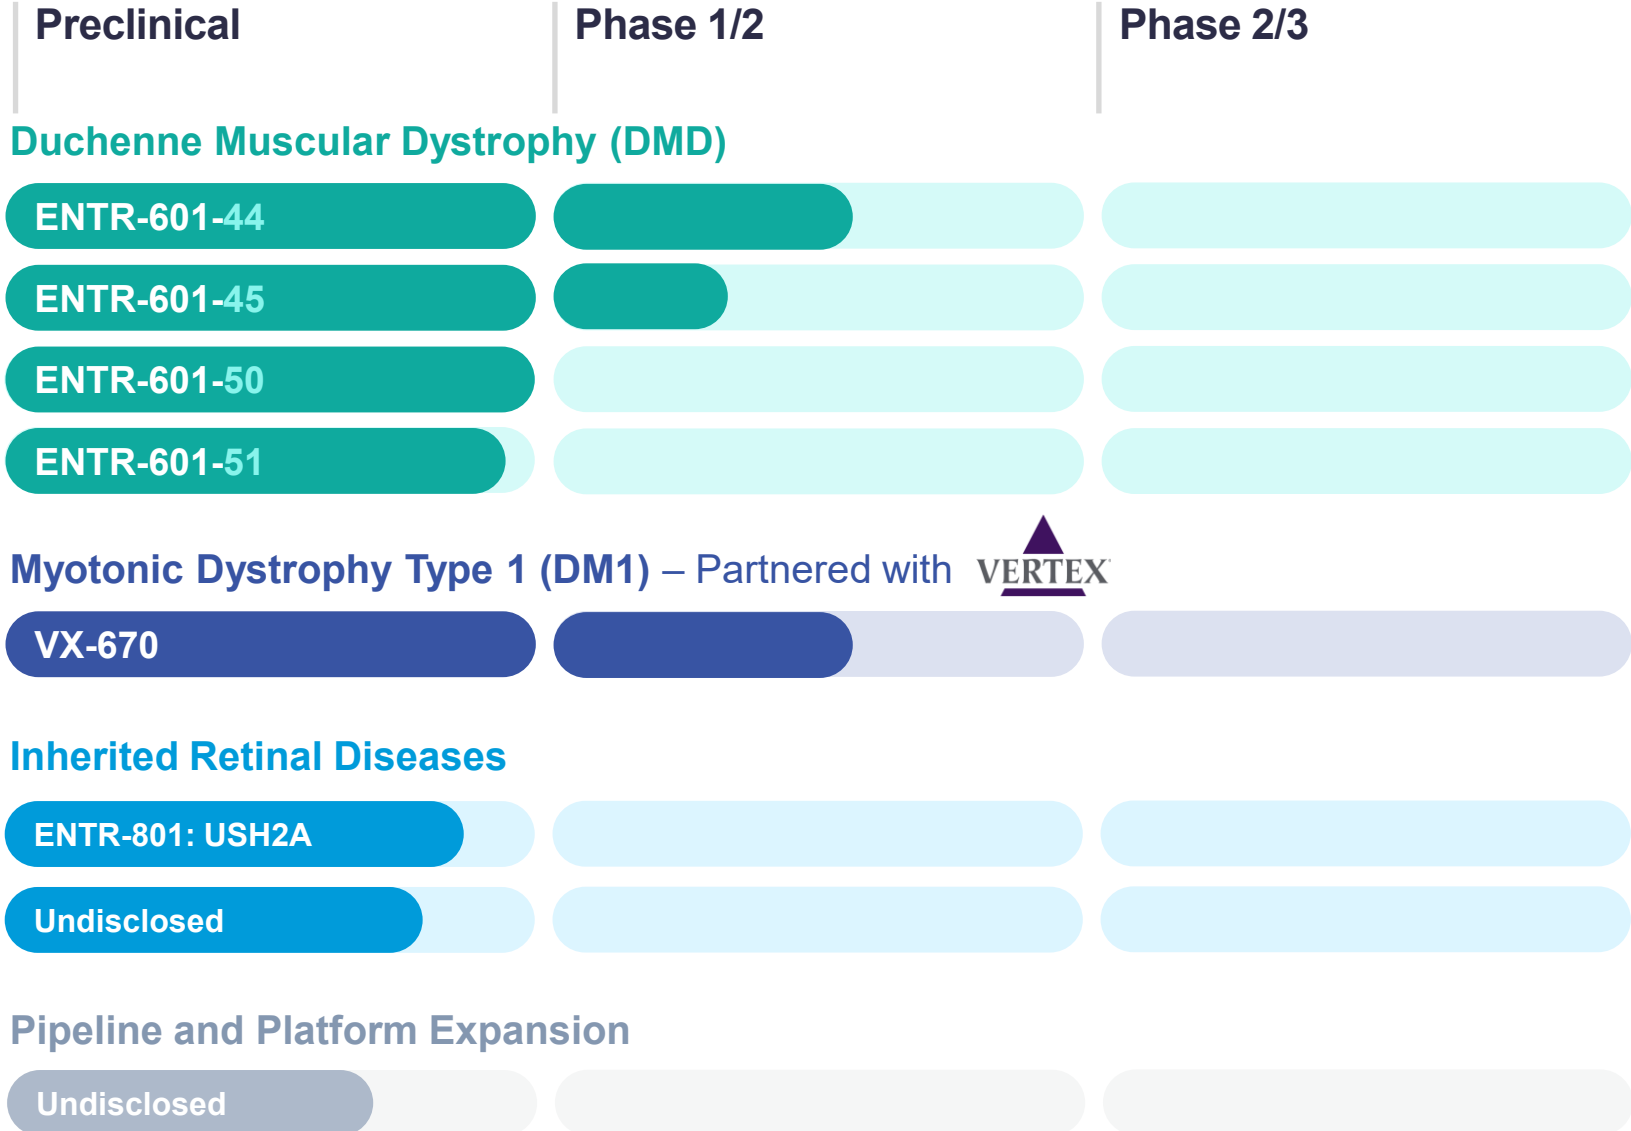 Preclinical Phase 1/2 Phase 2/3
Duchenne Muscular Dystrophy (DMD)
ENTR-601-44
ENTR-601-45
ENTR-601-50
ENTR-601-51
Myotonic Dystrophy Type 1 (DM1) – Partnered with VERTEX
VX-670
Inherited Retinal Diseases
ENTR-801: USH2A
Undisclosed
Pipeline and Platform Expansion
Undisclosed